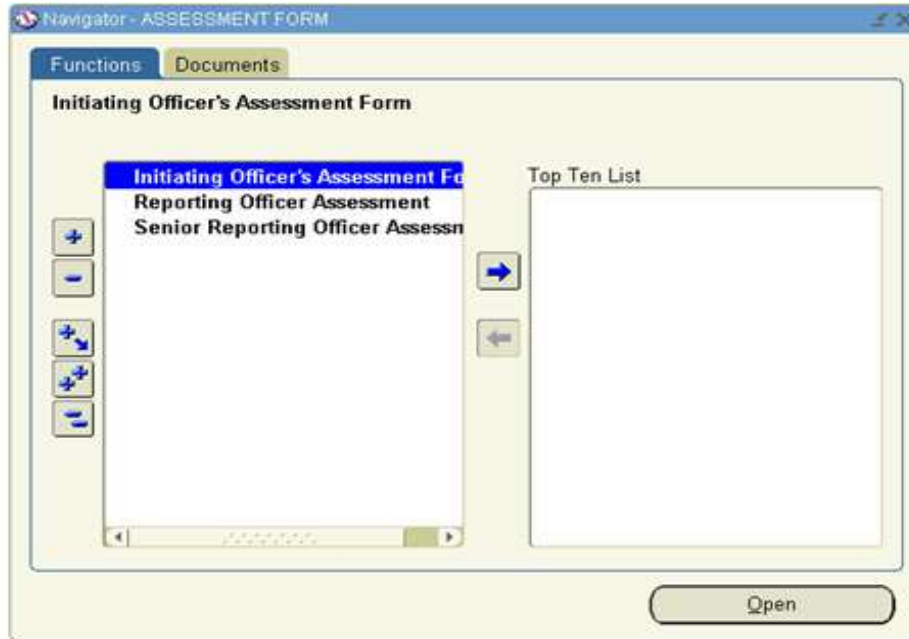 Navigator - ASSESSMENT FORM
Functions
Documents
Initiating Officer's Assessment Form
Initiating Officer's Assessment Fo
Reporting Officer Assessment
Senior Reporting Officer Assessm
Top Ten List
Open